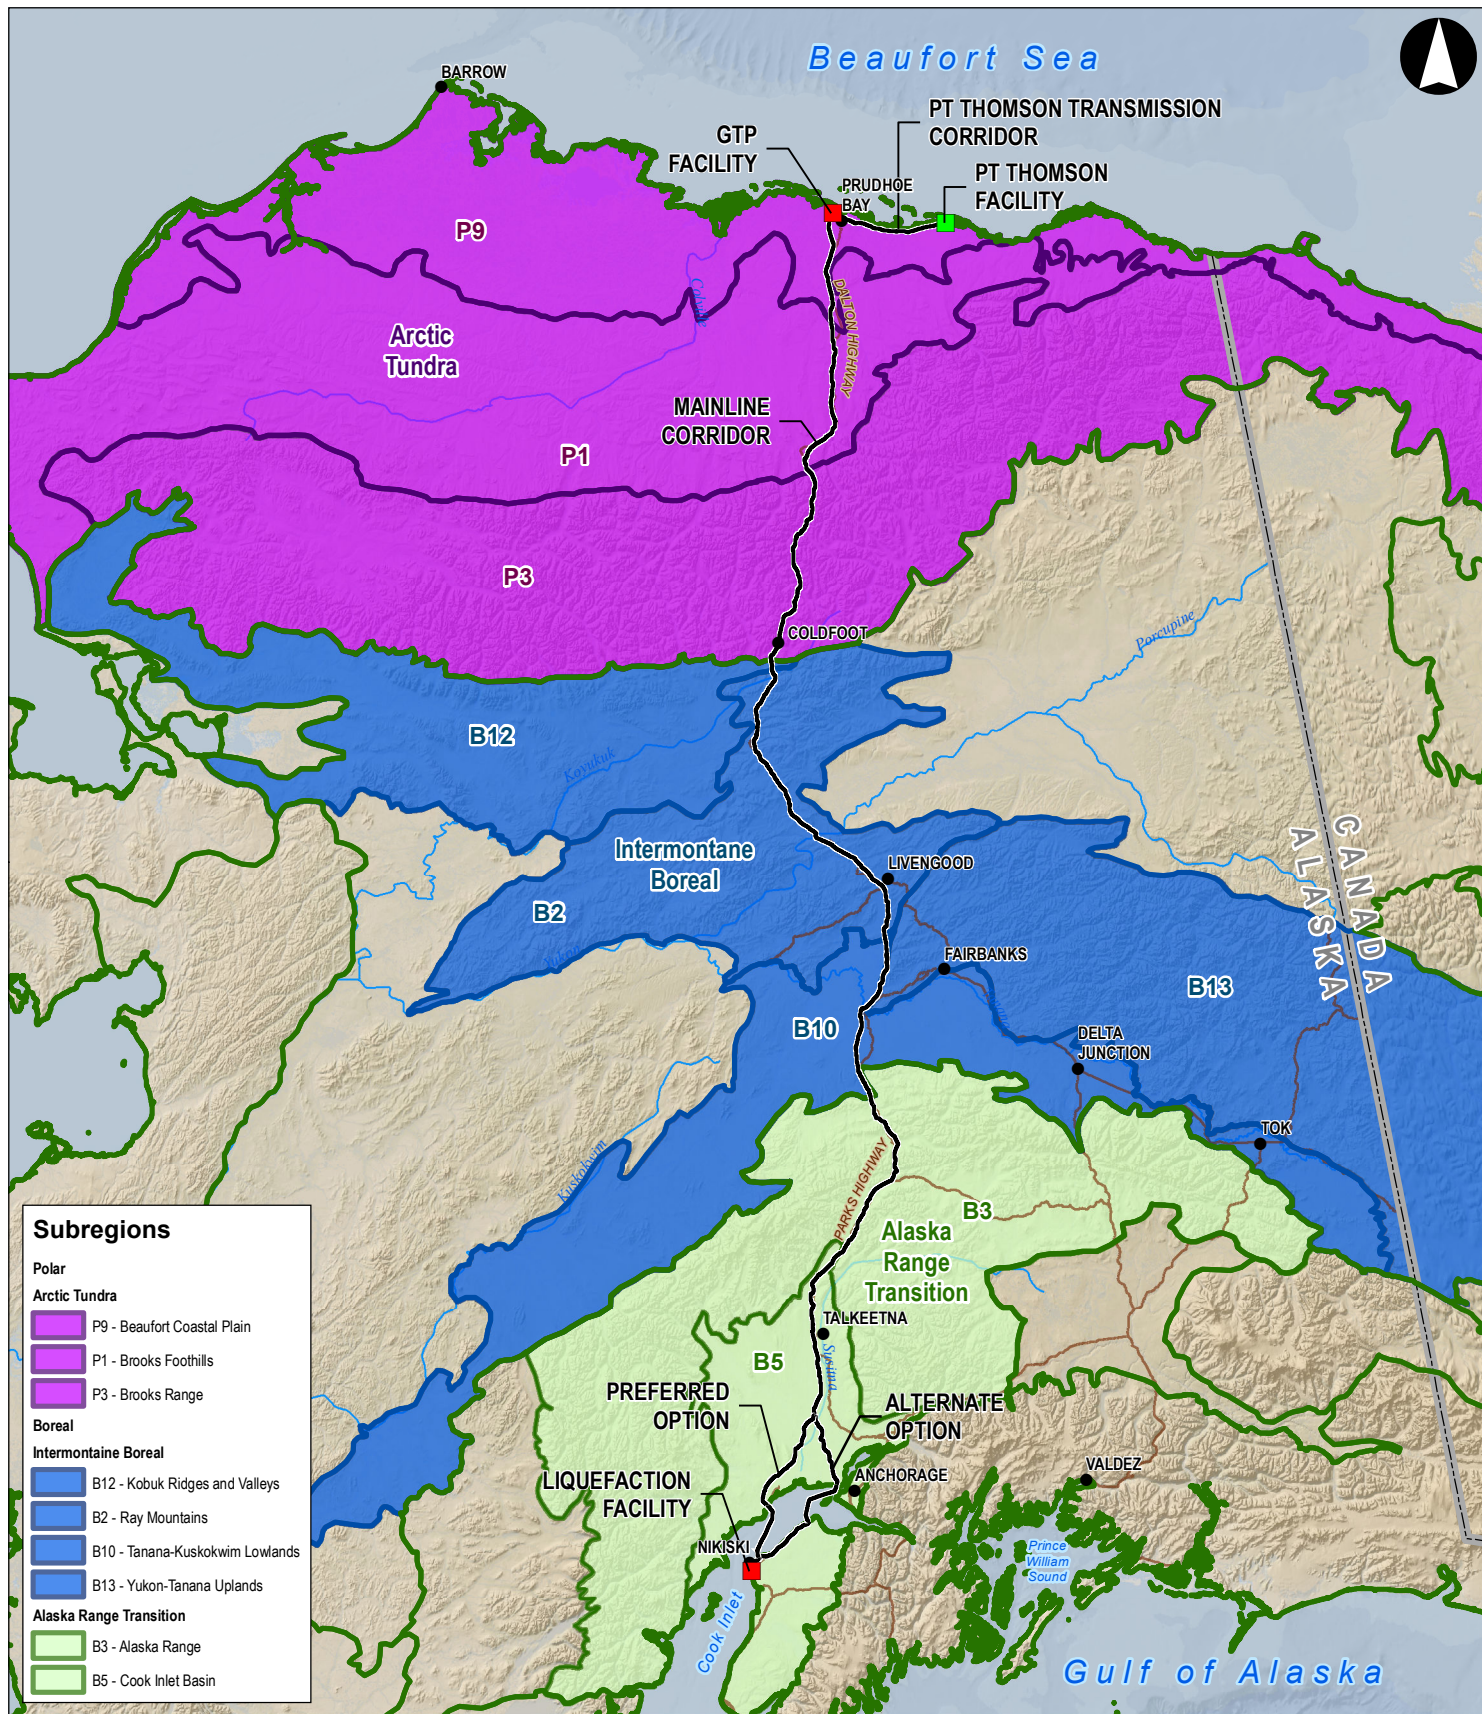 Beaufort Sea
BARROW
PT THOMSON TRANSMISSION
CORRIDOR
GTP
FACILITY
PT THOMSON
FACILITY
PRUDHOE
BAY
P9
Colville
DALTON HIGHWAY
Arctic
Tundra
MAINLINE
CORRIDOR
P1
P3
COLDFOOT
Porcupine
B12
Koyukuk
CANADA
ALASKA
Intermontane
Boreal
LIVENGOOD
B2
Yukon
FAIRBANKS
B13
B10
DELTA
JUNCTION
TOK
Kuskokwim
PARKS HIGHWAY
B3
Alaska
Range
Transition
TALKEETNA
B5
Susitna
PREFERRED
OPTION
ALTERNATE
OPTION
LIQUEFACTION
FACILITY
ANCHORAGE
VALDEZ
NIKISKI
Prince
William
Sound
Cook Inlet
Gulf of Alaska
Subregions
Polar
Arctic Tundra
P9 - Beaufort Coastal Plain
P1 - Brooks Foothills
P3 - Brooks Range
Boreal
Intermontaine Boreal
B12 - Kobuk Ridges and Valleys
B2 - Ray Mountains
B10 - Tanana-Kuskokwim Lowlands
B13 - Yukon-Tanana Uplands
Alaska Range Transition
B3 - Alaska Range
B5 - Cook Inlet Basin